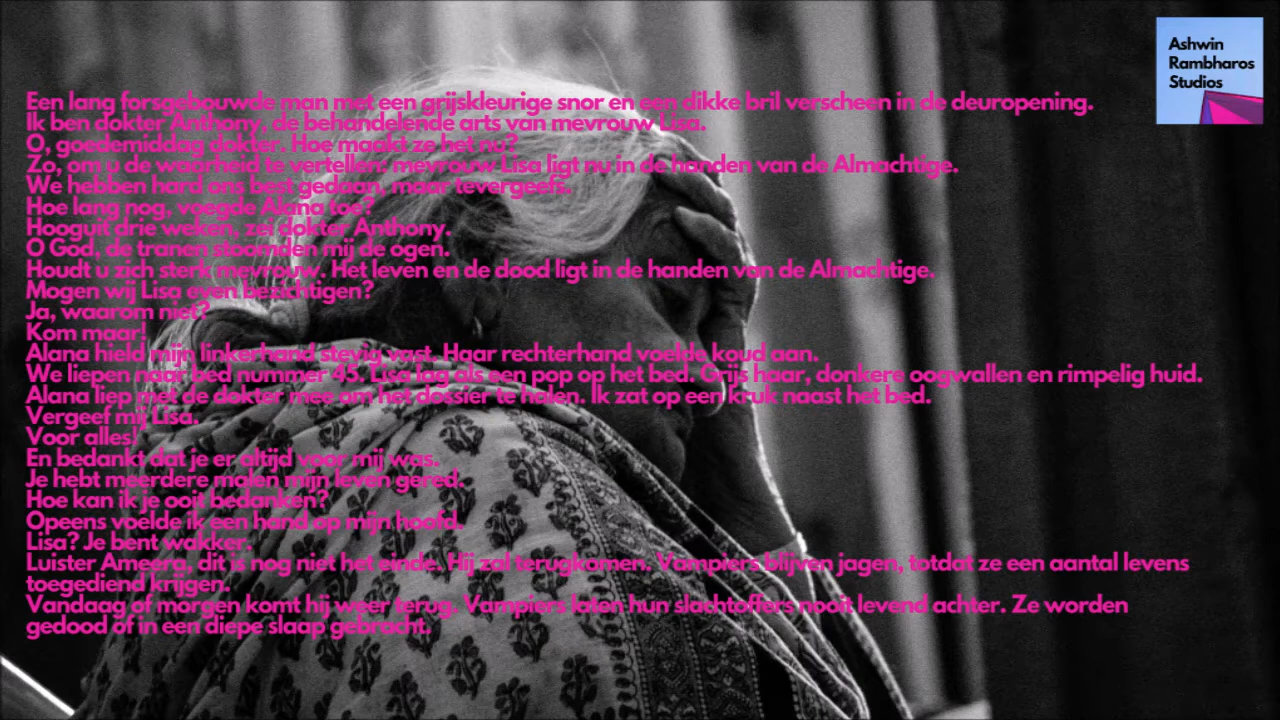 Ashwin
Rambharos
Studios
Een lang forsgebouwde man met een grijskleurige snor en een dikke bril verscheen in de deuropening.
Ik ben dokter Anthony, de behandelende arts van mevrouw Lisa.
O, goedemiddag dokter. Hoe maakt ze het nu?
Zo, om u de waarheid te vertellen: mevrouw Lisa ligt nu in de handen van de Almachtige.
We hebben hard ons best gedaan, maar tevergeefs.
Hoe lang nog, voegde Alana toe?
Hooguit drie weken, zei dokter Anthony.
O God, de tranen stoomden mij de ogen.
Houdt u zich sterk mevrouw. Het leven en de dood ligt in de handen van de Almachtige.
Mogen wij Lisa even bezichtigen?
Ja, waarom niet?
Kom maar!
Alana hield mijn linkerhand stevig vast. Haar rechterhand voelde koud aan.
We liepen naar bed nummer 45. Lisa lag als een pop op het bed. Grijs haar, donkere oogwallen en rimpelig huid.
Alana liep met de dokter mee om het dossier te halen. Ik zat op een kruk naast het bed.
Vergeef mij Lisa.
Voor alles!
En bedankt dat je er altijd voor mij was.
Je hebt meerdere malen mijn leven gered.
Hoe kan ik je ooit bedanken?
Opeens voelde ik een hand op mijn hoofd.
Lisa? Je bent wakker.
Luister Ameera, dit is nog niet het einde. Hij zal terugkomen. Vampiers blijven jagen, totdat ze een aantal levens
toegediend krijgen.
Vandaag of morgen komt hij weer terug. Vampiers laten hun slachtoffers nooit levend achter. Ze worden
gedood of in een diepe slaap gebracht.